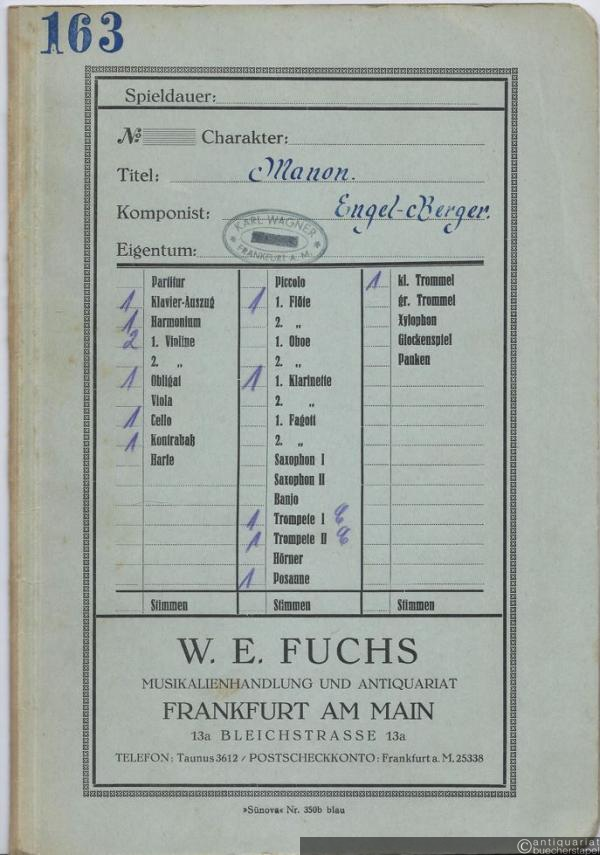 163
Spieldauer:
No Charakter:
Titel: Manon.
Komponist: Engel-Berger.
KARL WAGNER
FRANKFURT A. M.
Eigentum:
Partitur
1 Klavier-Auszug
1 Harmonium
2 1. Violine
2. „
1 Obligat
Viola
1 Cello
1 Kontrabaß
Harfe
Stimmen
Piccolo
1 1. Flöte
2. „
1. Oboe
2. „
1 1. Klarinette
2. „
1. Fagott
2. „
Saxophon I
Saxophon II
Banjo
1 Trompete I
1 Trompete II
Hörner
1 Posaune
Stimmen
1 kl. Trommel
gr. Trommel
Xylophon
Glockenspiel
Pauken
Stimmen
W. E. FUCHS
MUSIKALIENHANDLUNG UND ANTIQUARIAT
FRANKFURT AM MAIN
13a BLEICHSTRASSE 13a
TELEFON: Taunus 3612 / POSTSCHECKKONTO: Frankfurt a. M. 25338
»Sünova« Nr. 350b blau
©antiquariat
buecherstapel